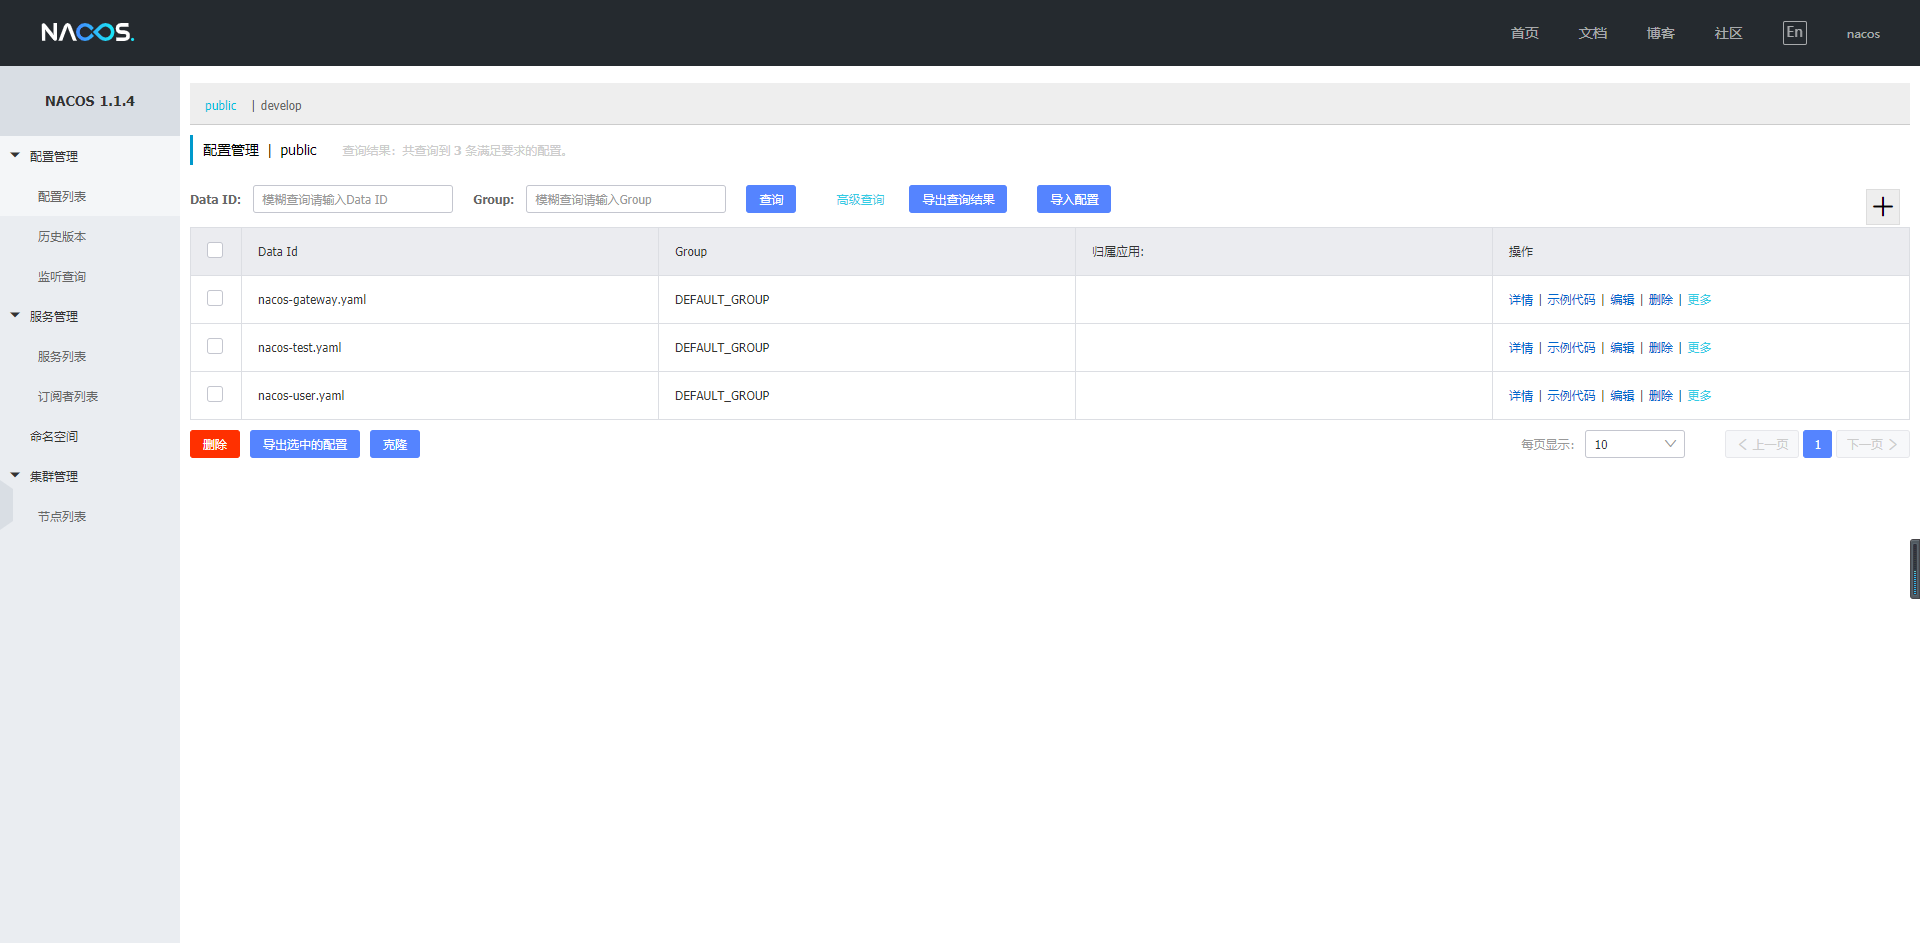 NACOS.
首页 文档 博客 社区 En nacos
NACOS 1.1.4
配置管理
配置列表
历史版本
监听查询
服务管理
服务列表
订阅者列表
命名空间
集群管理
节点列表
public | develop
配置管理 | public 查询结果：共查询到 3 条满足要求的配置。
Data ID: 模糊查询请输入Data ID Group: 模糊查询请输入Group 查询 高级查询 导出查询结果 导入配置
Data Id Group 归属应用: 操作
nacos-gateway.yaml DEFAULT_GROUP 详情 | 示例代码 | 编辑 | 删除 | 更多
nacos-test.yaml DEFAULT_GROUP 详情 | 示例代码 | 编辑 | 删除 | 更多
nacos-user.yaml DEFAULT_GROUP 详情 | 示例代码 | 编辑 | 删除 | 更多
删除 导出选中的配置 克隆 每页显示: 10 上一页 1 下一页